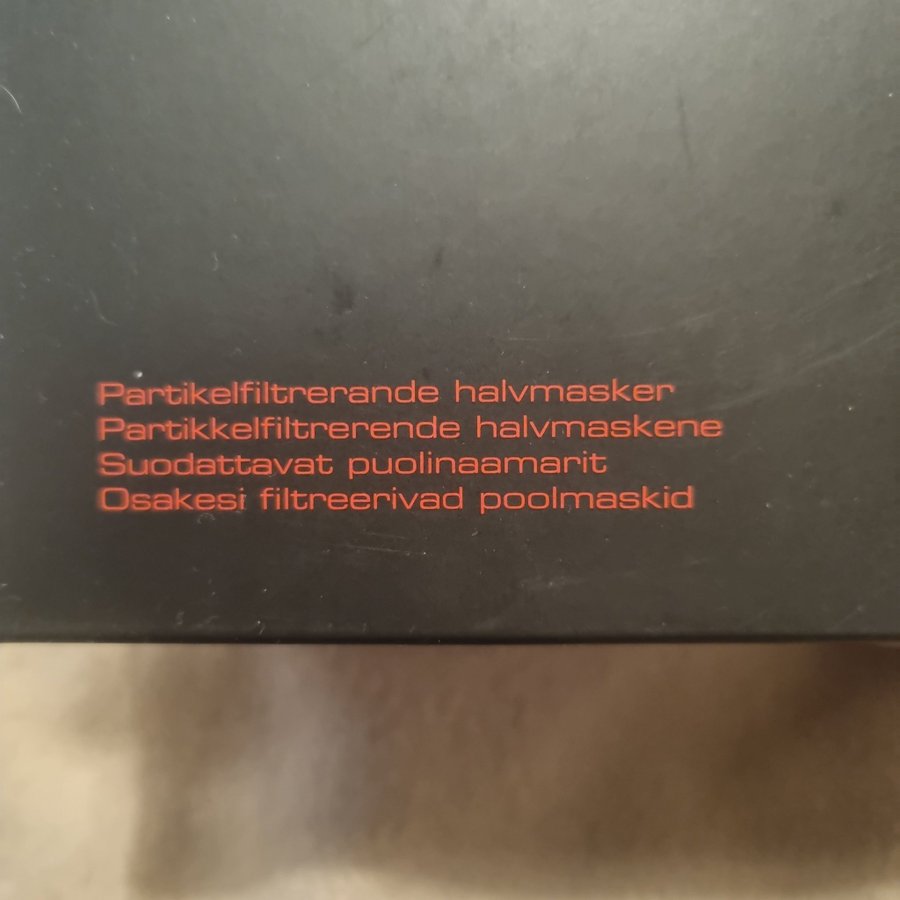 Partikelfiltrerande halvmasker
Partikkelfiltrerende halvmaskene
Suodattavat puolinaamarit
Osakesi filtreerivad poolmaskid